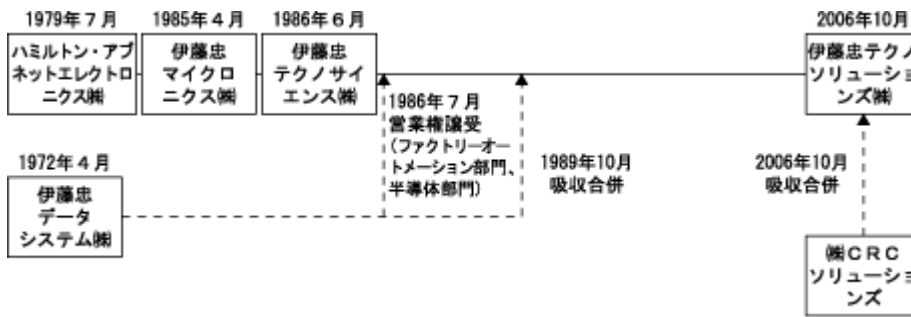 1979年７月
ハミルトン・アブ
ネットエレクトロ
ニクス㈱
1985年４月
伊藤忠
マイクロ
ニクス㈱
1986年６月
伊藤忠
テクノサイ
エンス㈱
2006年10月
伊藤忠テクノ
ソリューショ
ンズ㈱
1986年７月
営業権譲受
(ファクトリーオー
トメーション部門、
半導体部門)
1989年10月
吸収合併
2006年10月
吸収合併
1972年４月
伊藤忠
データ
システム㈱
㈱ＣＲＣ
ソリューショ
ンズ